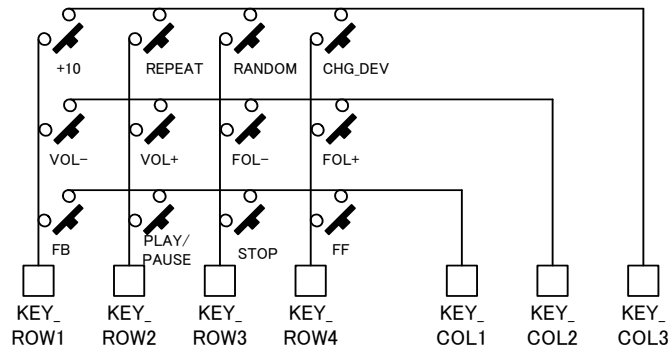 +10 REPEAT RANDOM CHG_DEV
VOL- VOL+ FOL- FOL+
FB PLAY/ STOP FF
PAUSE
KEY_ KEY_ KEY_ KEY_ KEY_ KEY_ KEY_
ROW1 ROW2 ROW3 ROW4 COL1 COL2 COL3